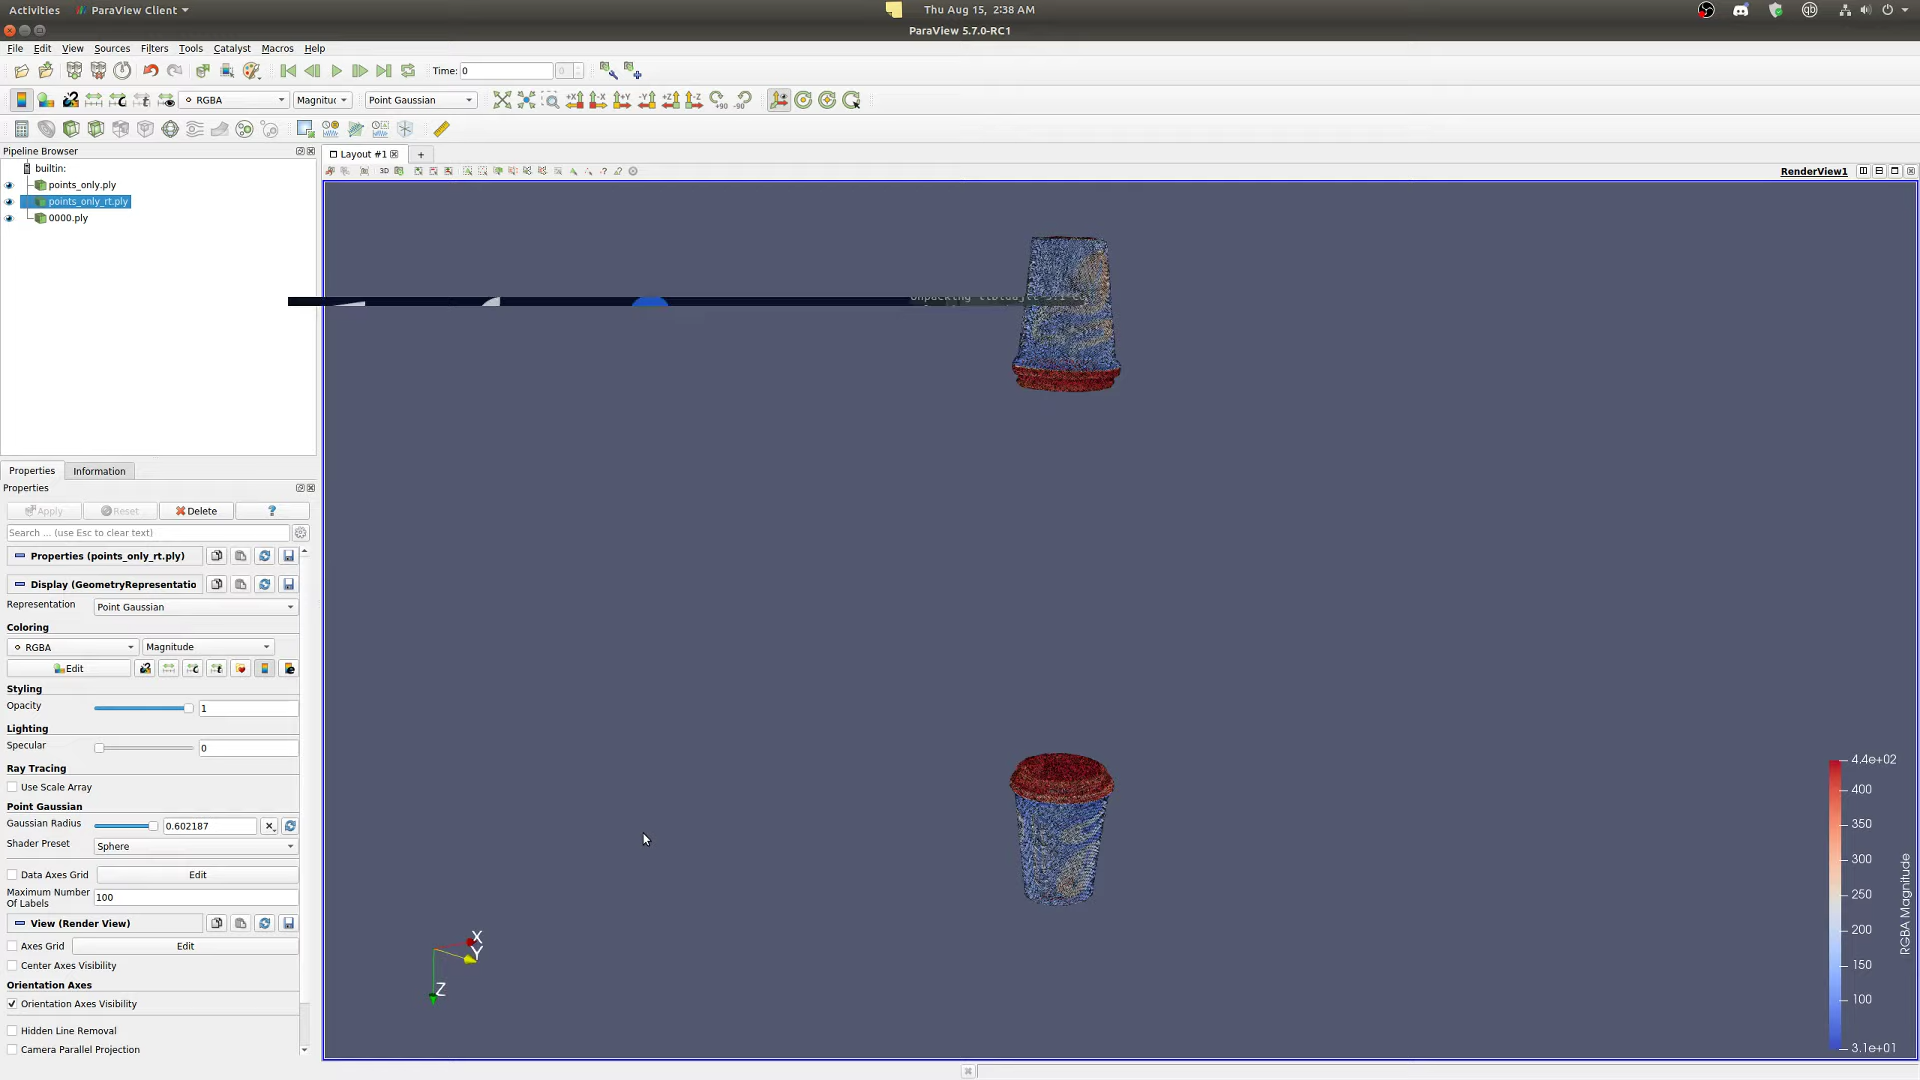 Activities
ParaView Client
Thu Aug 15, 2:38 AM
ParaView 5.7.0-RC1
File Edit View Sources Filters Tools Catalyst Macros Help
Time: 0
0
RGBA
Magnituc
Point Gaussian
+X -X +Y -Y +Z -Z +90 -90
Pipeline Browser
Layout #1
+
3D
RenderView1
builtin:
points_only.ply
points_only_rt.ply
0000.ply
Properties
Information
Properties
Apply
Reset
Delete
?
Search ... (use Esc to clear text)
Properties (points_only_rt.ply)
Display (GeometryRepresentatio
Representation
Point Gaussian
Coloring
RGBA
Magnitude
Edit
Styling
Opacity
1
Lighting
Specular
0
Ray Tracing
Use Scale Array
Point Gaussian
Gaussian Radius
0.602187
Shader Preset
Sphere
Data Axes Grid
Edit
Maximum Number
Of Labels
100
View (Render View)
Axes Grid
Edit
Center Axes Visibility
Orientation Axes
Orientation Axes Visibility
Hidden Line Removal
Camera Parallel Projection
X
Y
Z
4.4e+02
400
350
300
250
200
150
100
3.1e+01
RGBA Magnitude